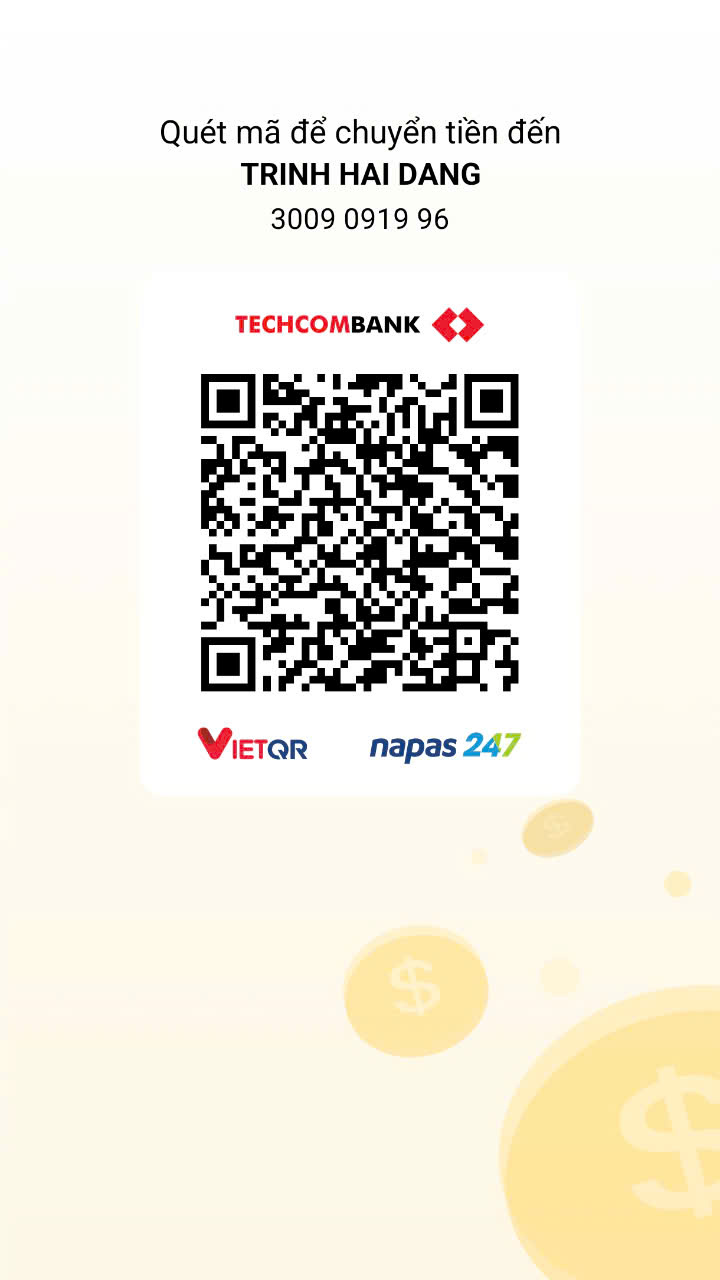 Quét mã để chuyển tiền đến
TRINH HAI DANG
3009 0919 96
TECHCOMBANK
VIETQR
napas 247
$
$
$